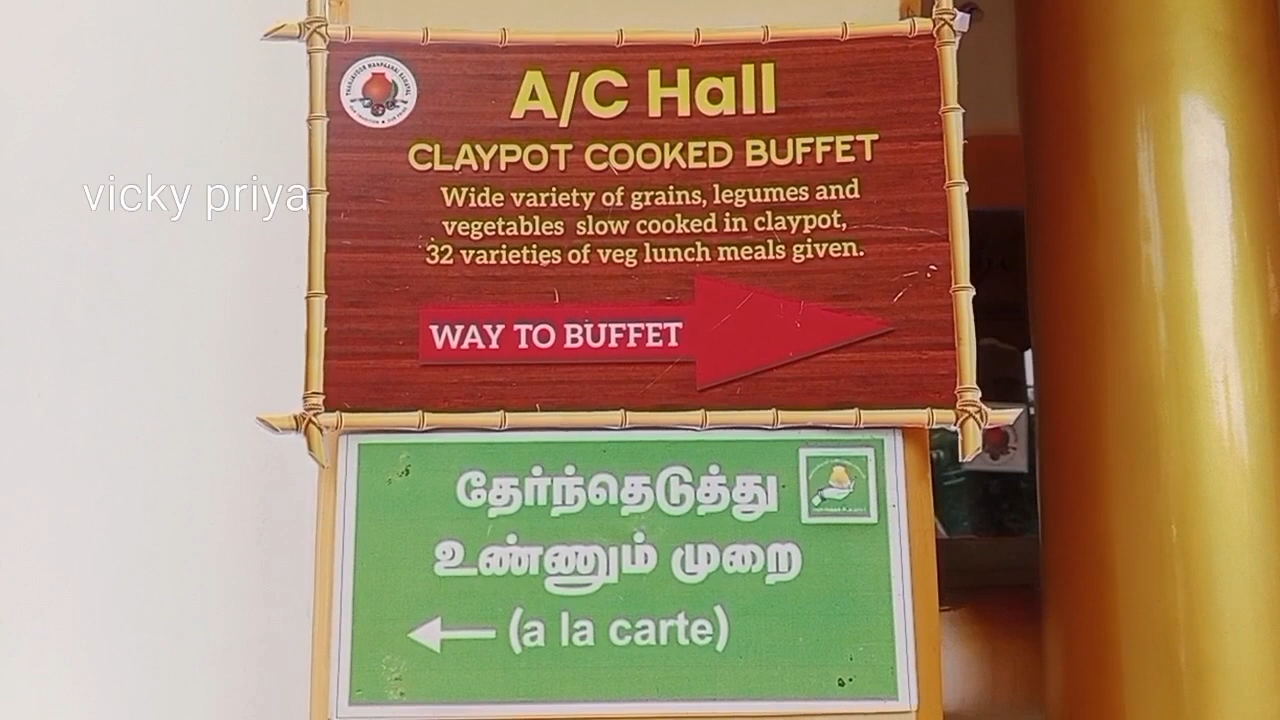 A/C Hall
CLAYPOT COOKED BUFFET
Wide variety of grains, legumes and
vegetables slow cooked in claypot,
32 varieties of veg lunch meals given.
WAY TO BUFFET
vicky priya
தேர்ந்தெடுத்து
உண்ணும் முறை
(a la carte)